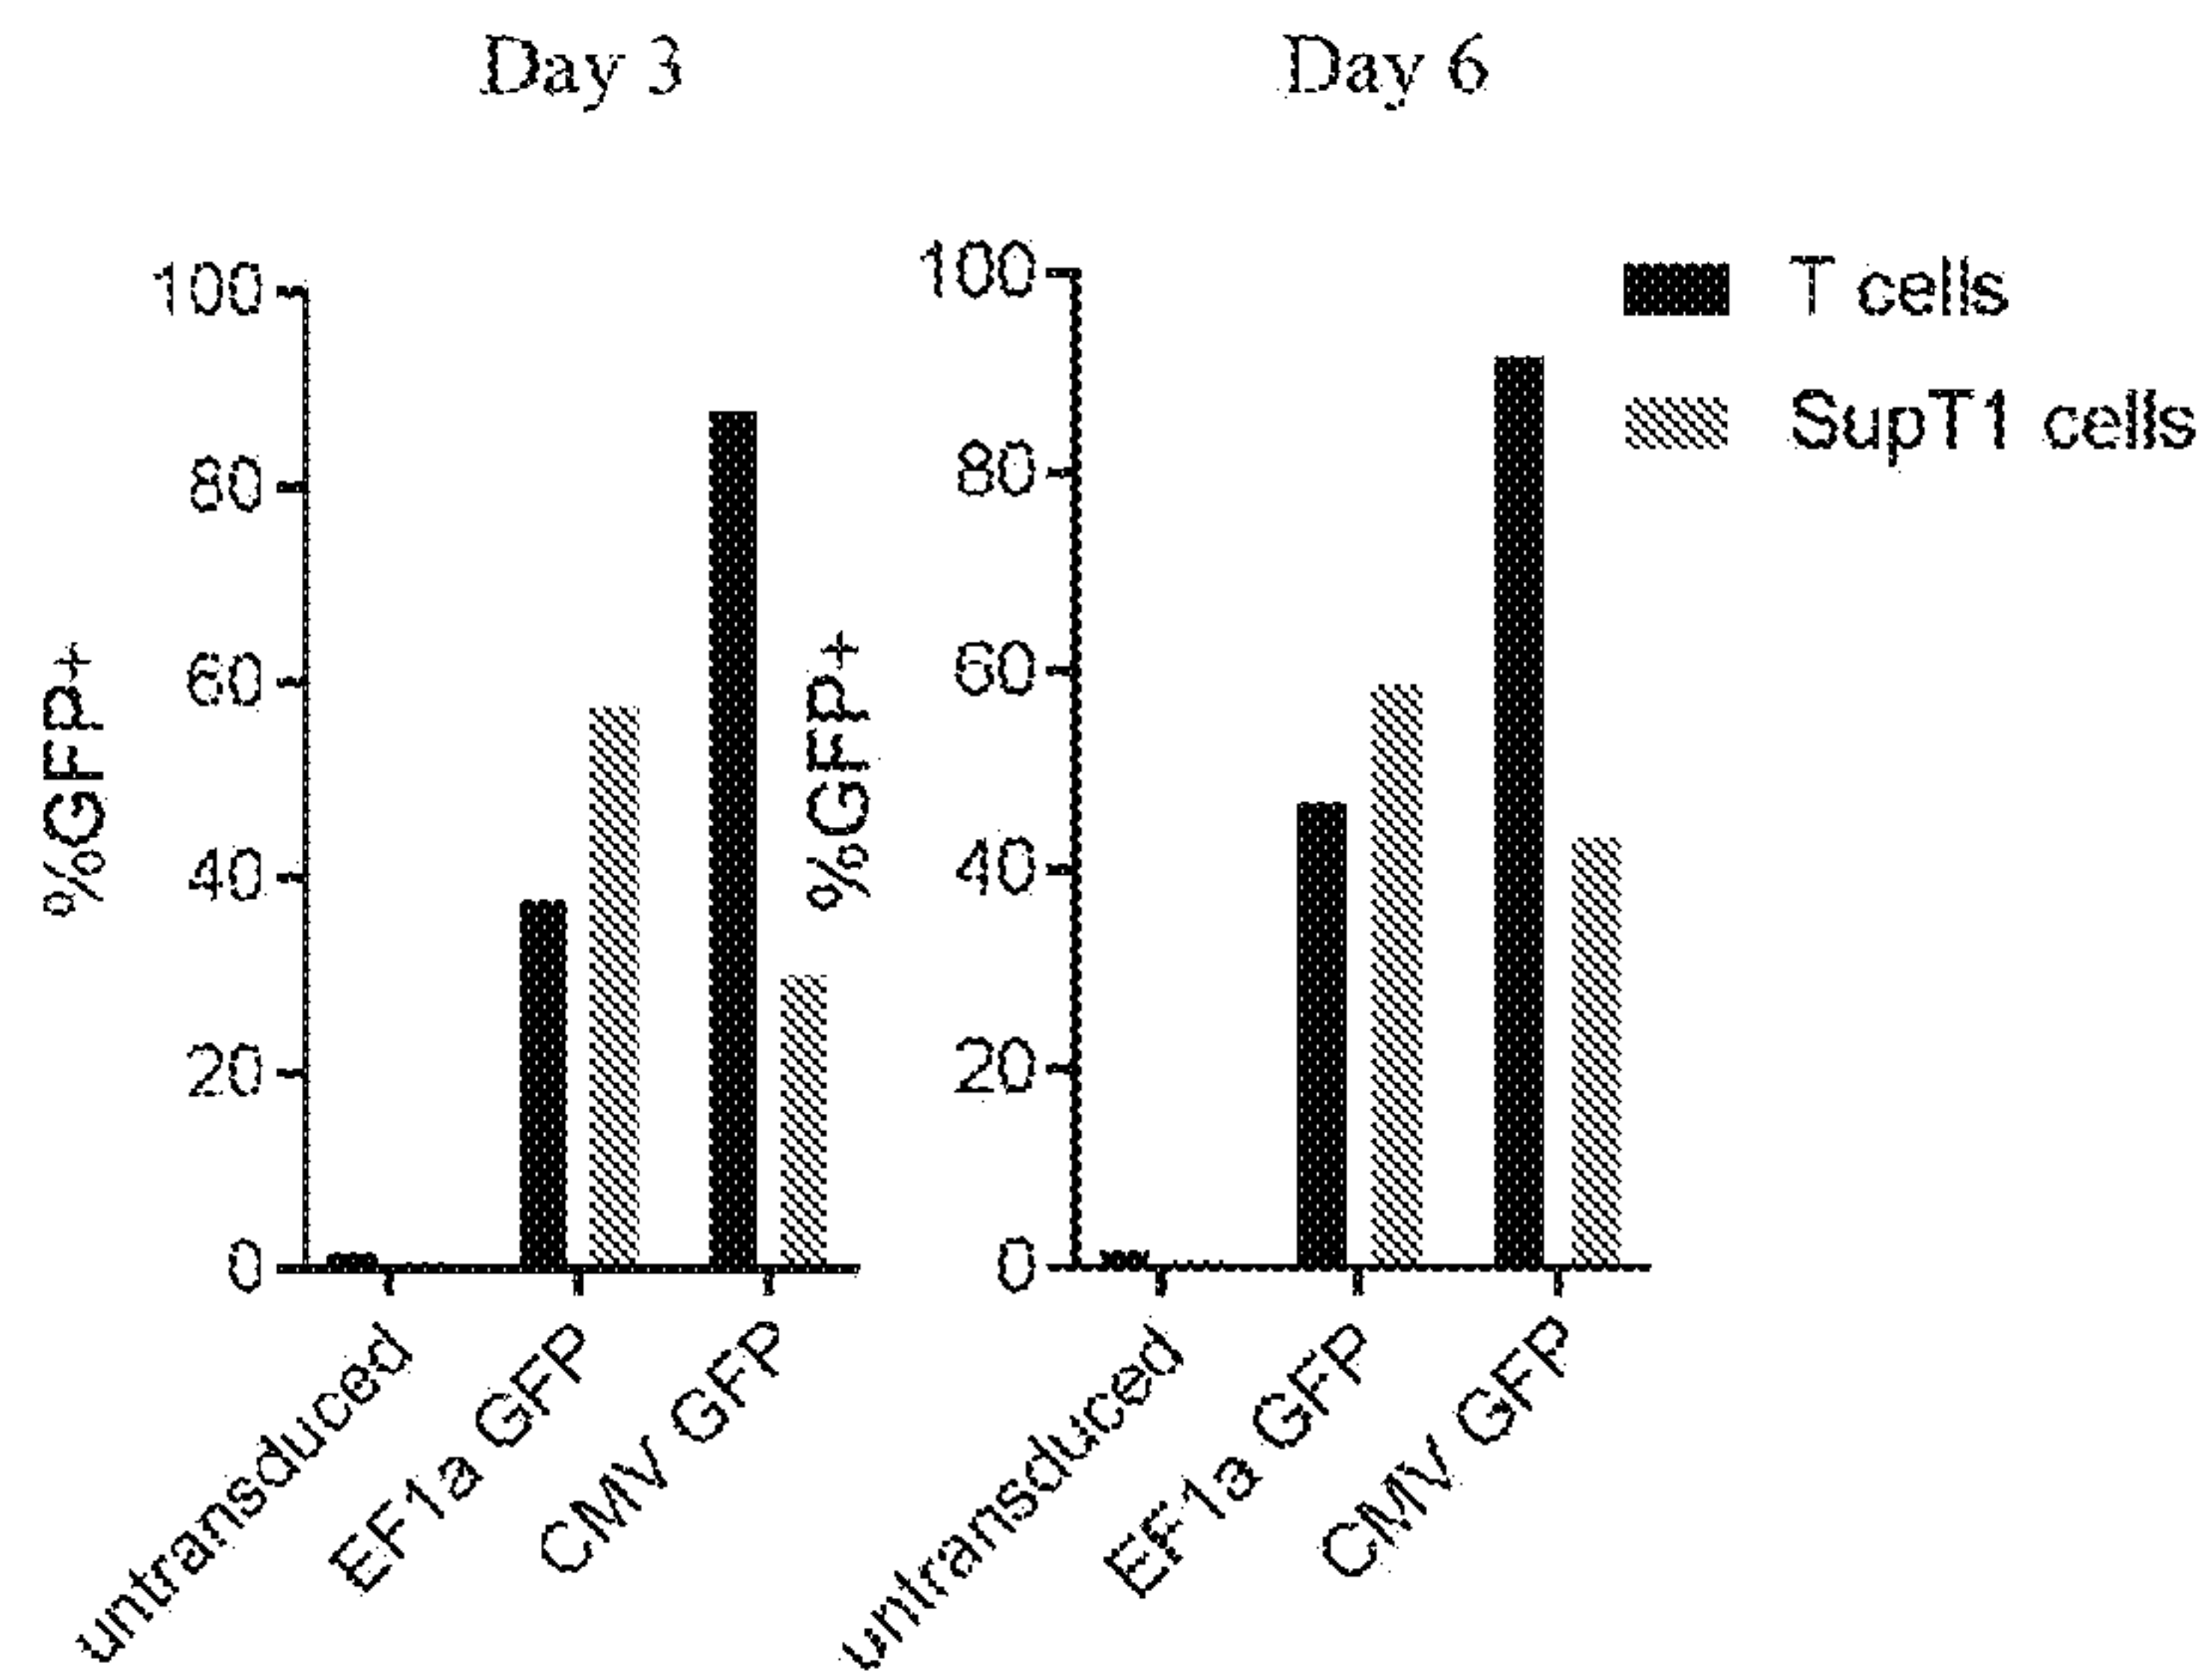 Day 3
Day 6
%GFP+
100
80
60
40
20
0
untransduced
EF1a GFP
CMV GFP
%GFP+
100
80
60
40
20
0
untransduced
EF1a GFP
CMV GFP
T cells
SupT1 cells